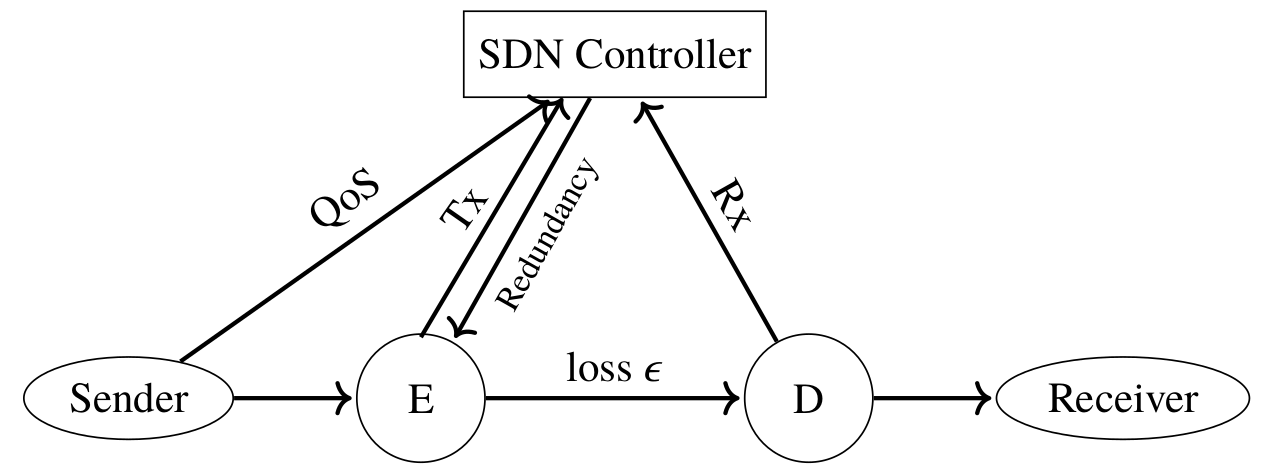 SDN Controller
QoS
Tx
Redundancy
Rx
loss ϵ
Sender
E
D
Receiver